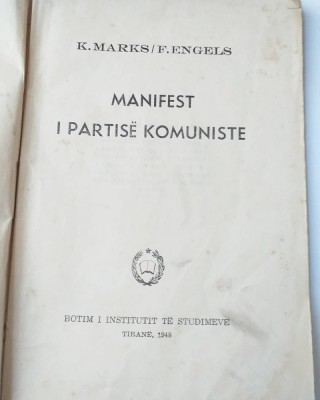 K. MARKS/F. ENGELS
MANIFEST
I PARTISË KOMUNISTE
BOTIM I INSTITUTIT TË STUDIMEVE
TIRANË, 1948